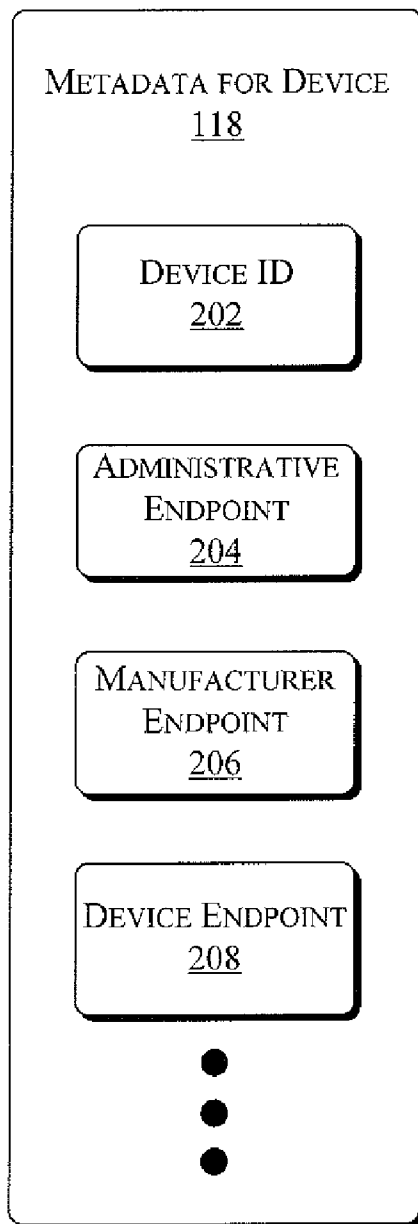 METADATA FOR DEVICE
118
DEVICE ID
202
ADMINISTRATIVE
ENDPOINT
204
MANUFACTURER
ENDPOINT
206
DEVICE ENDPOINT
208